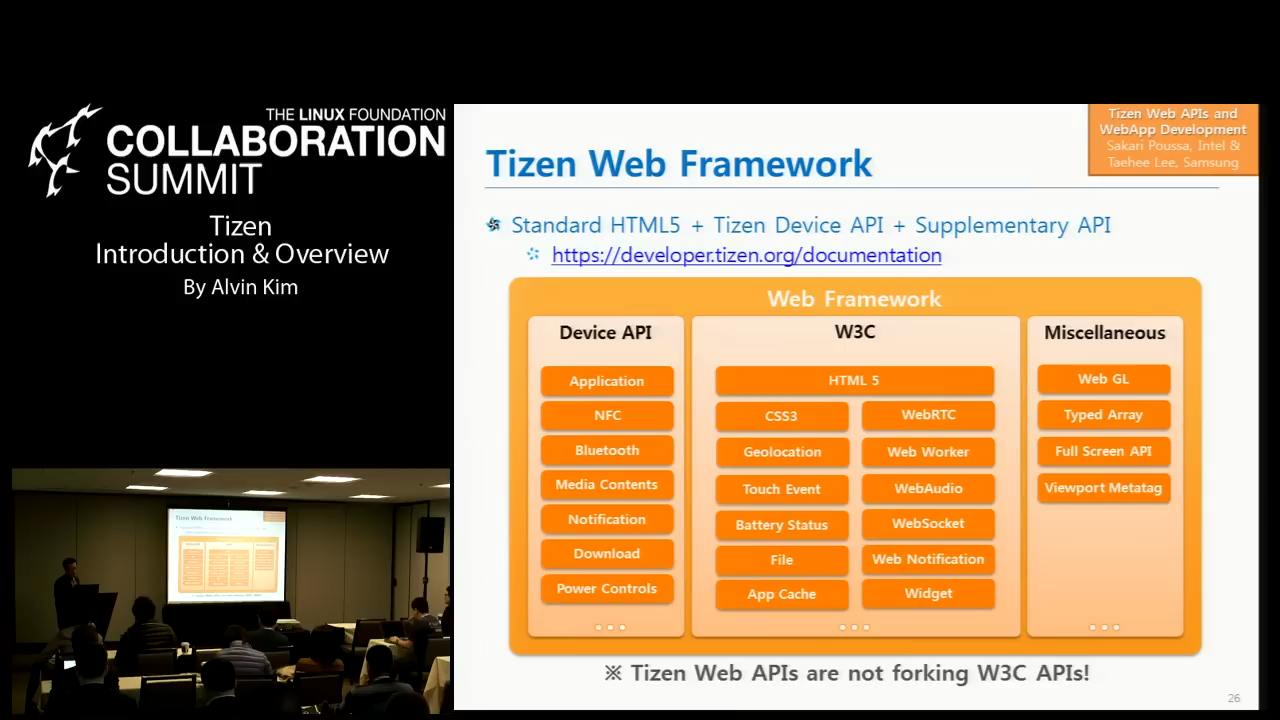 THE LINUX FOUNDATION
COLLABORATION
SUMMIT
Tizen
Introduction & Overview
By Alvin Kim
Tizen Web APIs and
WebApp Development
Sakari Poussa, Intel &
Taehee Lee, Samsung
Tizen Web Framework
Standard HTML5 + Tizen Device API + Supplementary API
https://developer.tizen.org/documentation
Web Framework
Device API
Application
NFC
Bluetooth
Media Contents
Notification
Download
Power Controls
W3C
HTML 5
CSS3
WebRTC
Geolocation
Web Worker
Touch Event
WebAudio
Battery Status
WebSocket
File
Web Notification
App Cache
Widget
Miscellaneous
Web GL
Typed Array
Full Screen API
Viewport Metatag
※ Tizen Web APIs are not forking W3C APIs!
26
Tizen Web Framework